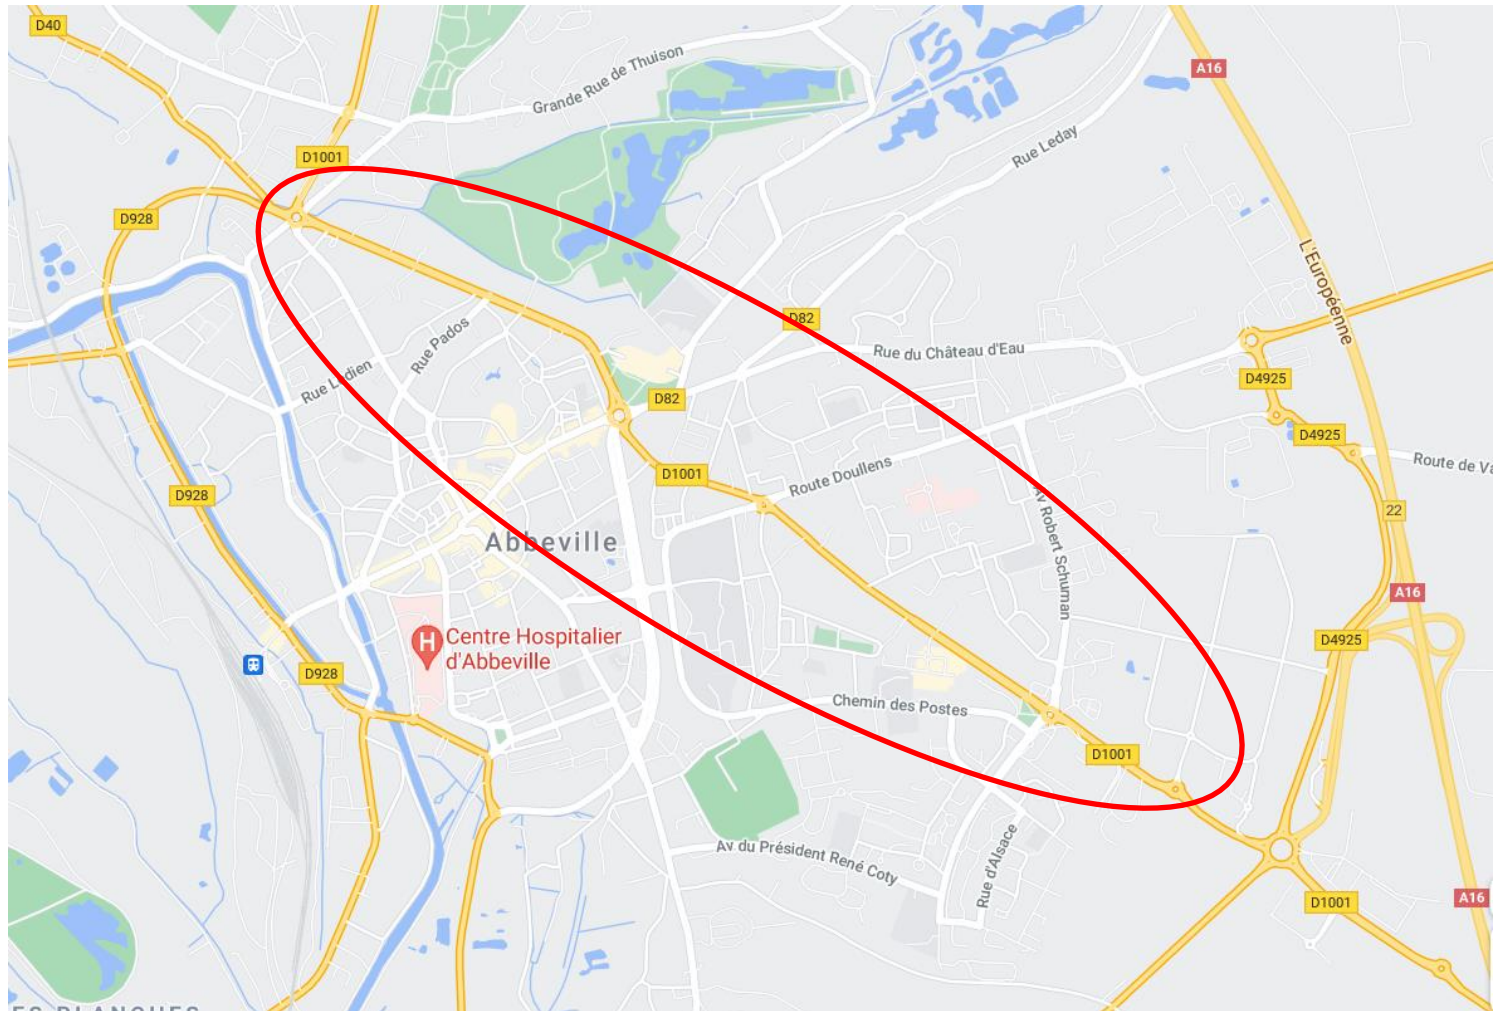 D40
A16
Grande Rue de Thuison
Rue Leday
D1001
D928
L'Européenne
D82
Rue Pados
Rue du Château d'Eau
Rue Ledien
D4925
D82
D4925
Route de Va
D1001
Route Doullens
D928
22
Av Robert Schuman
Abbeville
A16
H
Centre Hospitalier
d'Abbeville
D4925
D928
Chemin des Postes
D1001
Av du Président René Coty
Rue d'Alsace
A16
D1001